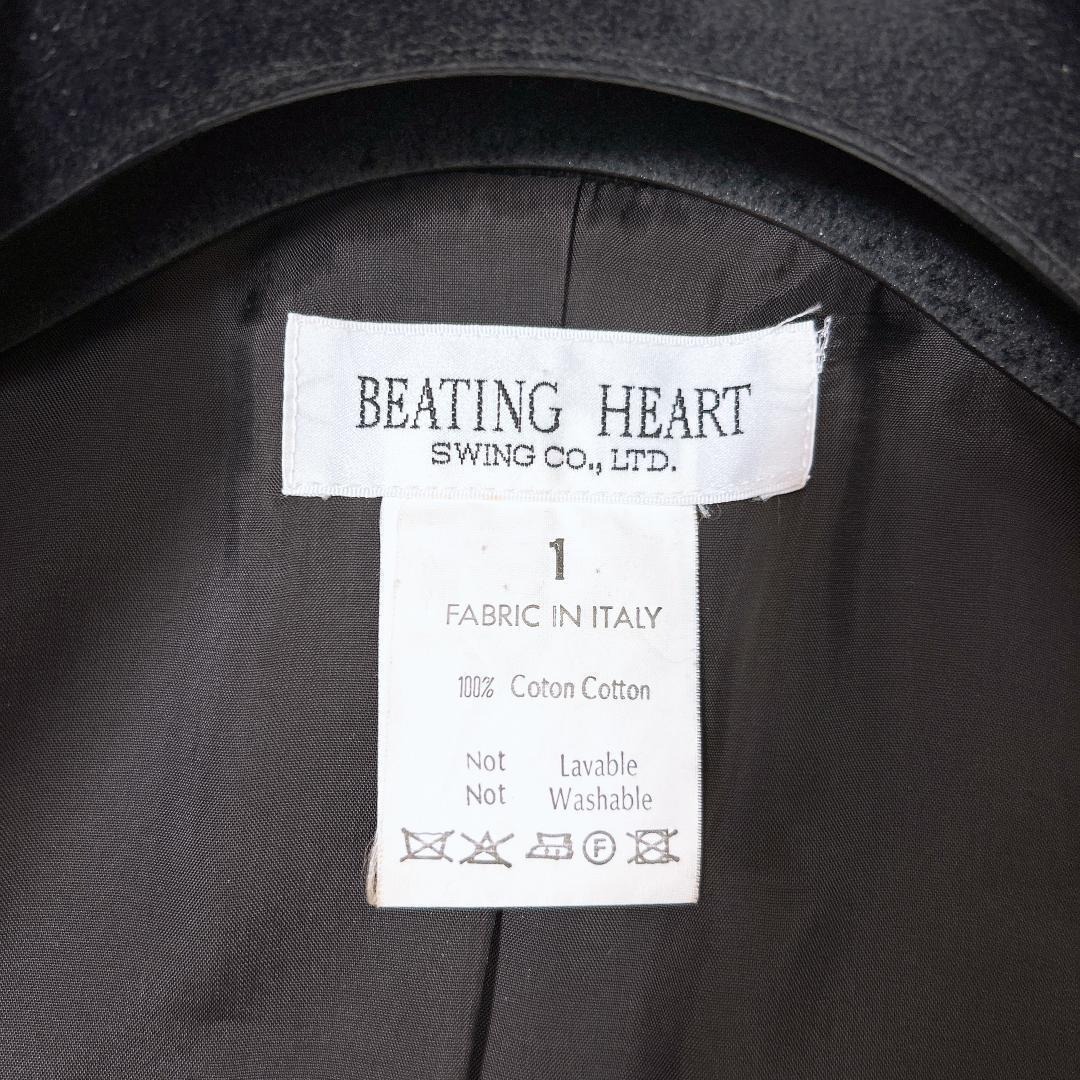 BEATING HEART
SWING CO., LTD.
1
FABRIC IN ITALY
100% Coton Cotton
Not Lavable
Not Washable
F